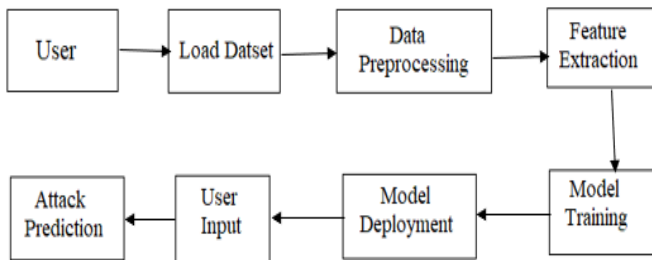 User
Load Datset
Data
Preprocessing
Feature
Extraction
Model
Training
Model
Deployment
User
Input
Attack
Prediction